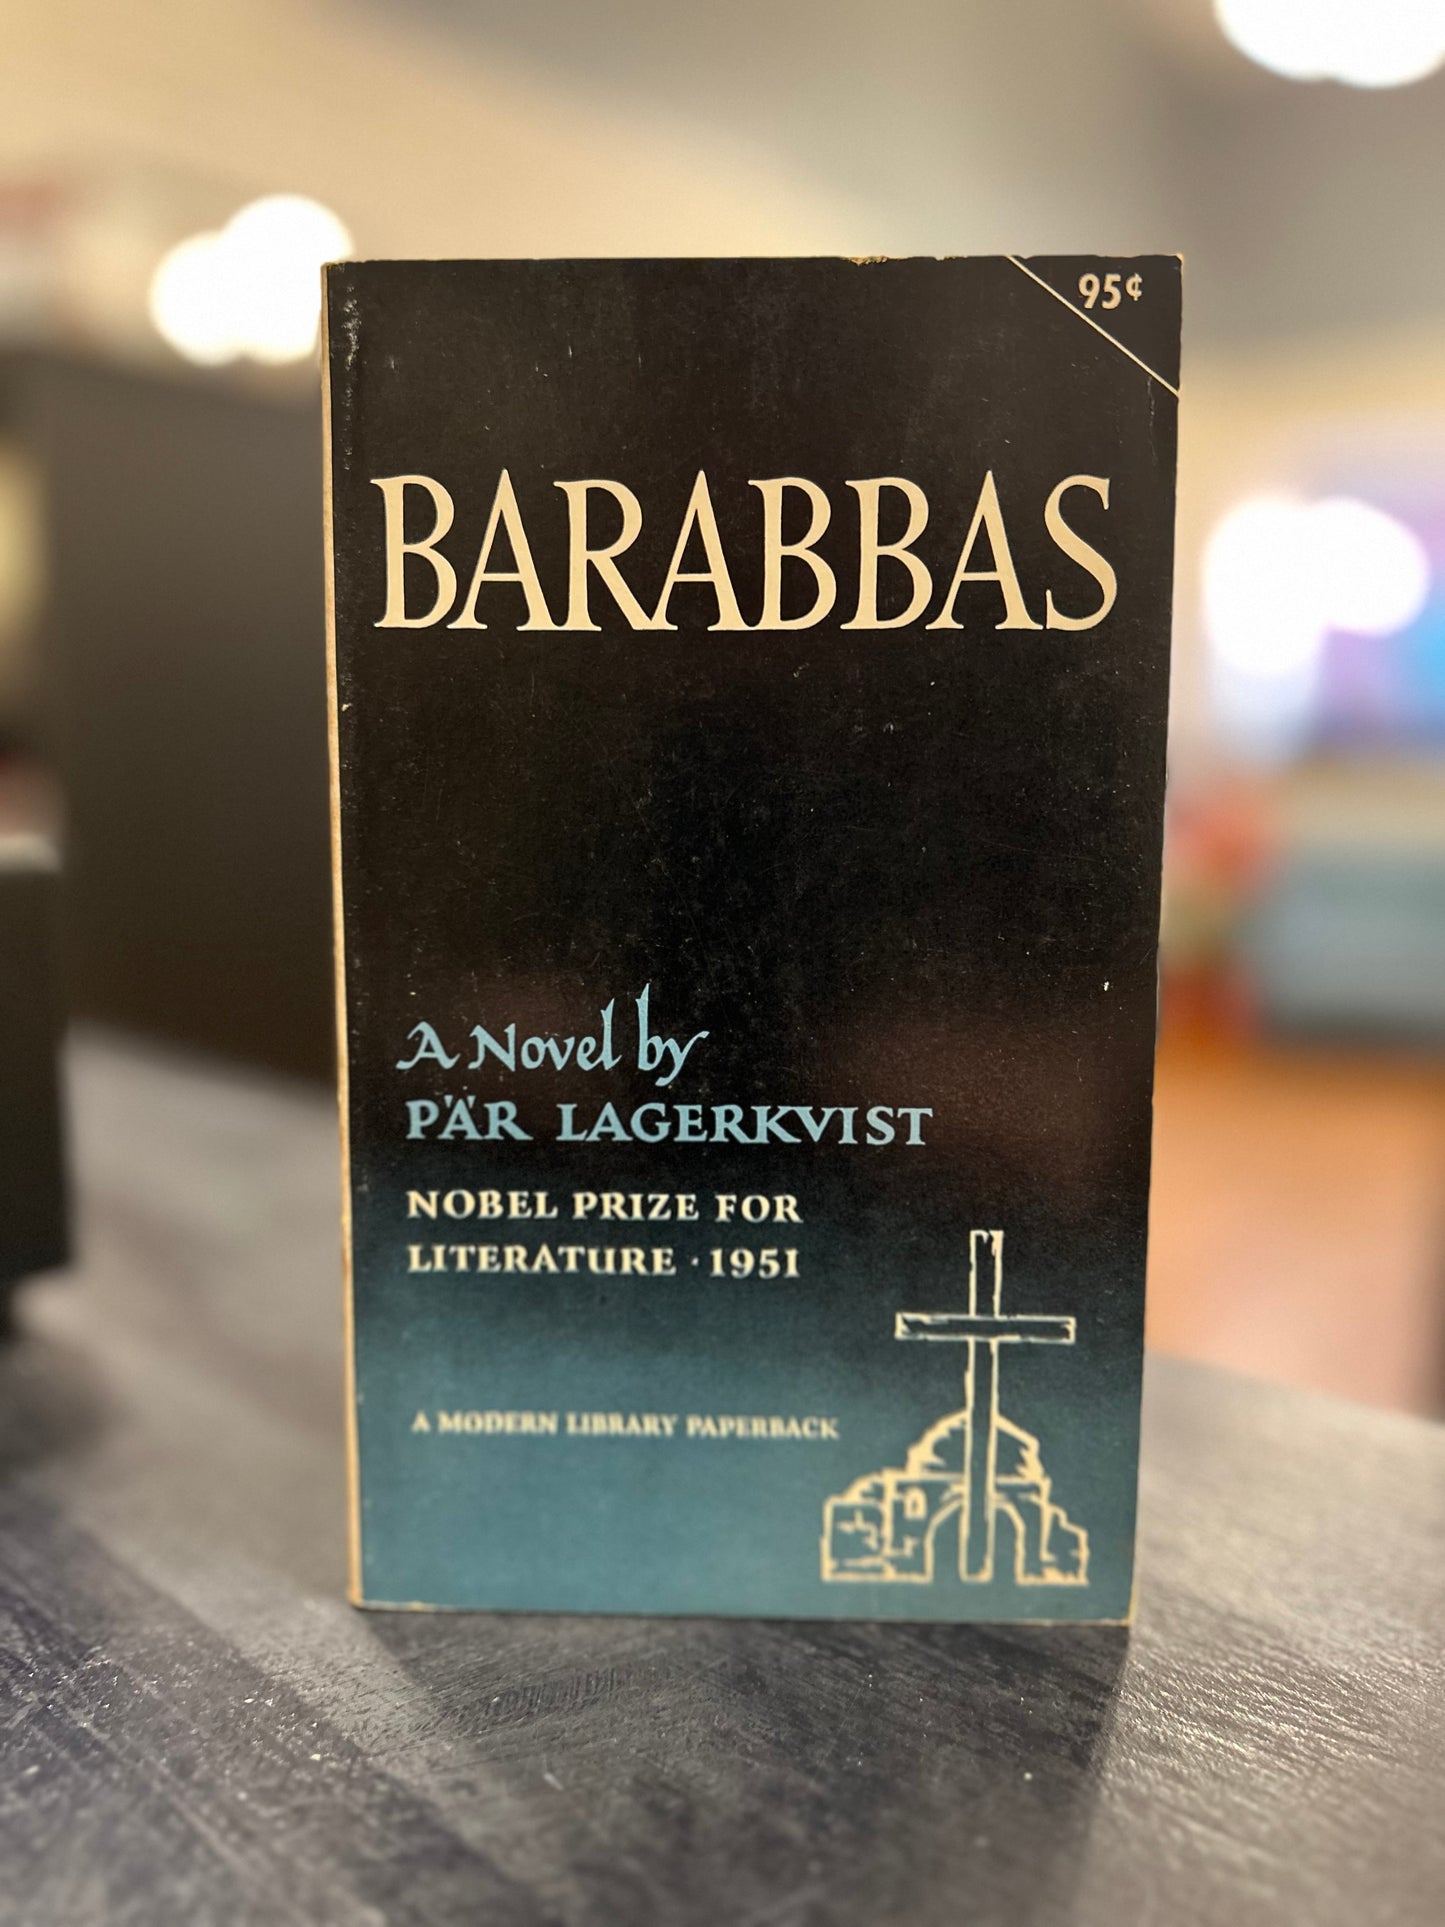 95¢
BARABBAS
A Novel by
PÄR LAGERKVIST
NOBEL PRIZE FOR
LITERATURE · 1951
A MODERN LIBRARY PAPERBACK